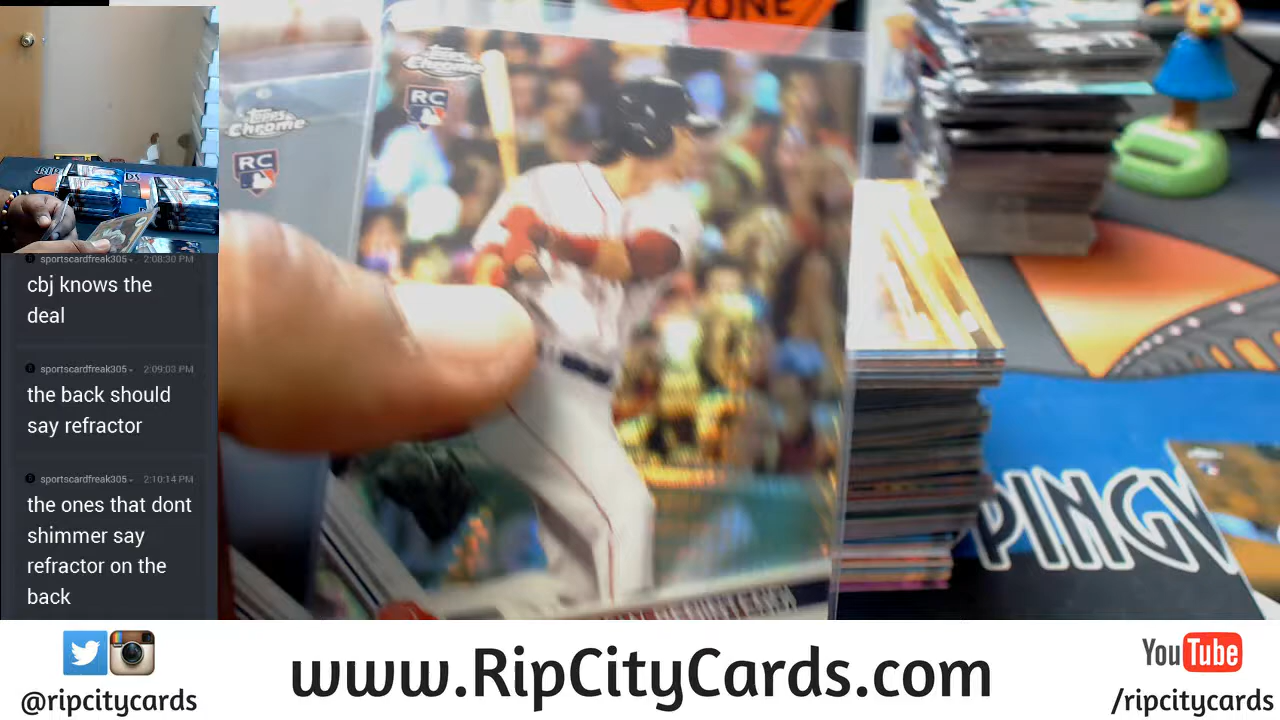 ZONE
Topps
Chrome
RC
Topps
Chrome
RC
sportscardfreak305 2:08:30 PM
cbj knows the
deal
sportscardfreak305 2:09:03 PM
the back should
say refractor
sportscardfreak305 2:10:14 PM
the ones that dont
shimmer say
refractor on the
back
PINGW
@ripcitycards
www.RipCityCards.com
YouTube
/ripcitycards